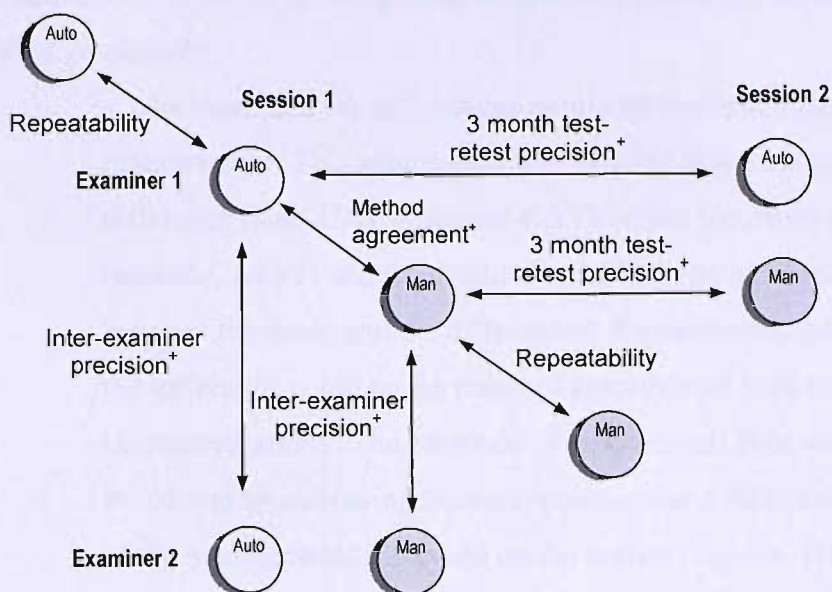 Auto
Session 1
Session 2
Repeatability
3 month test-
retest precision+
Auto
Examiner 1
Auto
Method
agreement+
3 month test-
retest precision+
Man
Man
Inter-examiner
precision+
Repeatability
Inter-examiner
precision+
Man
Examiner 2
Auto
Man